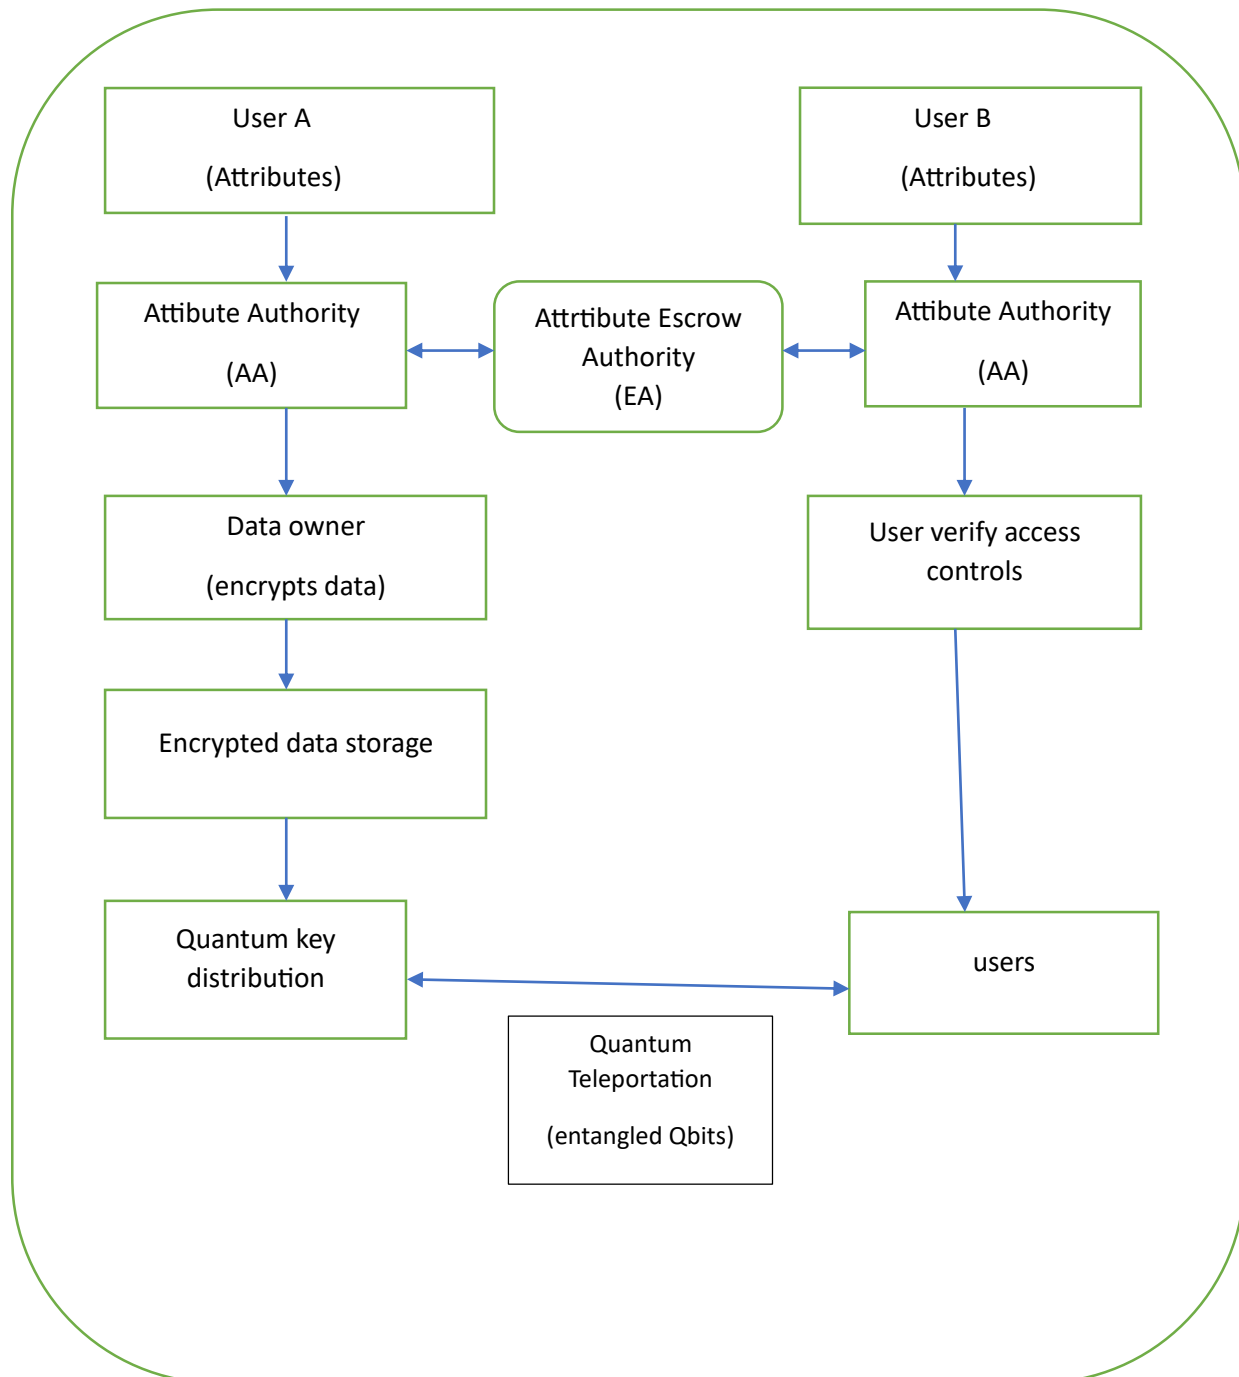 User A
(Attributes)
User B
(Attributes)
Attibute Authority
(AA)
Attrtibute Escrow
Authority
(EA)
Attibute Authority
(AA)
Data owner
(encrypts data)
User verify access
controls
Encrypted data storage
Quantum key
distribution
users
Quantum
Teleportation
(entangled Qbits)